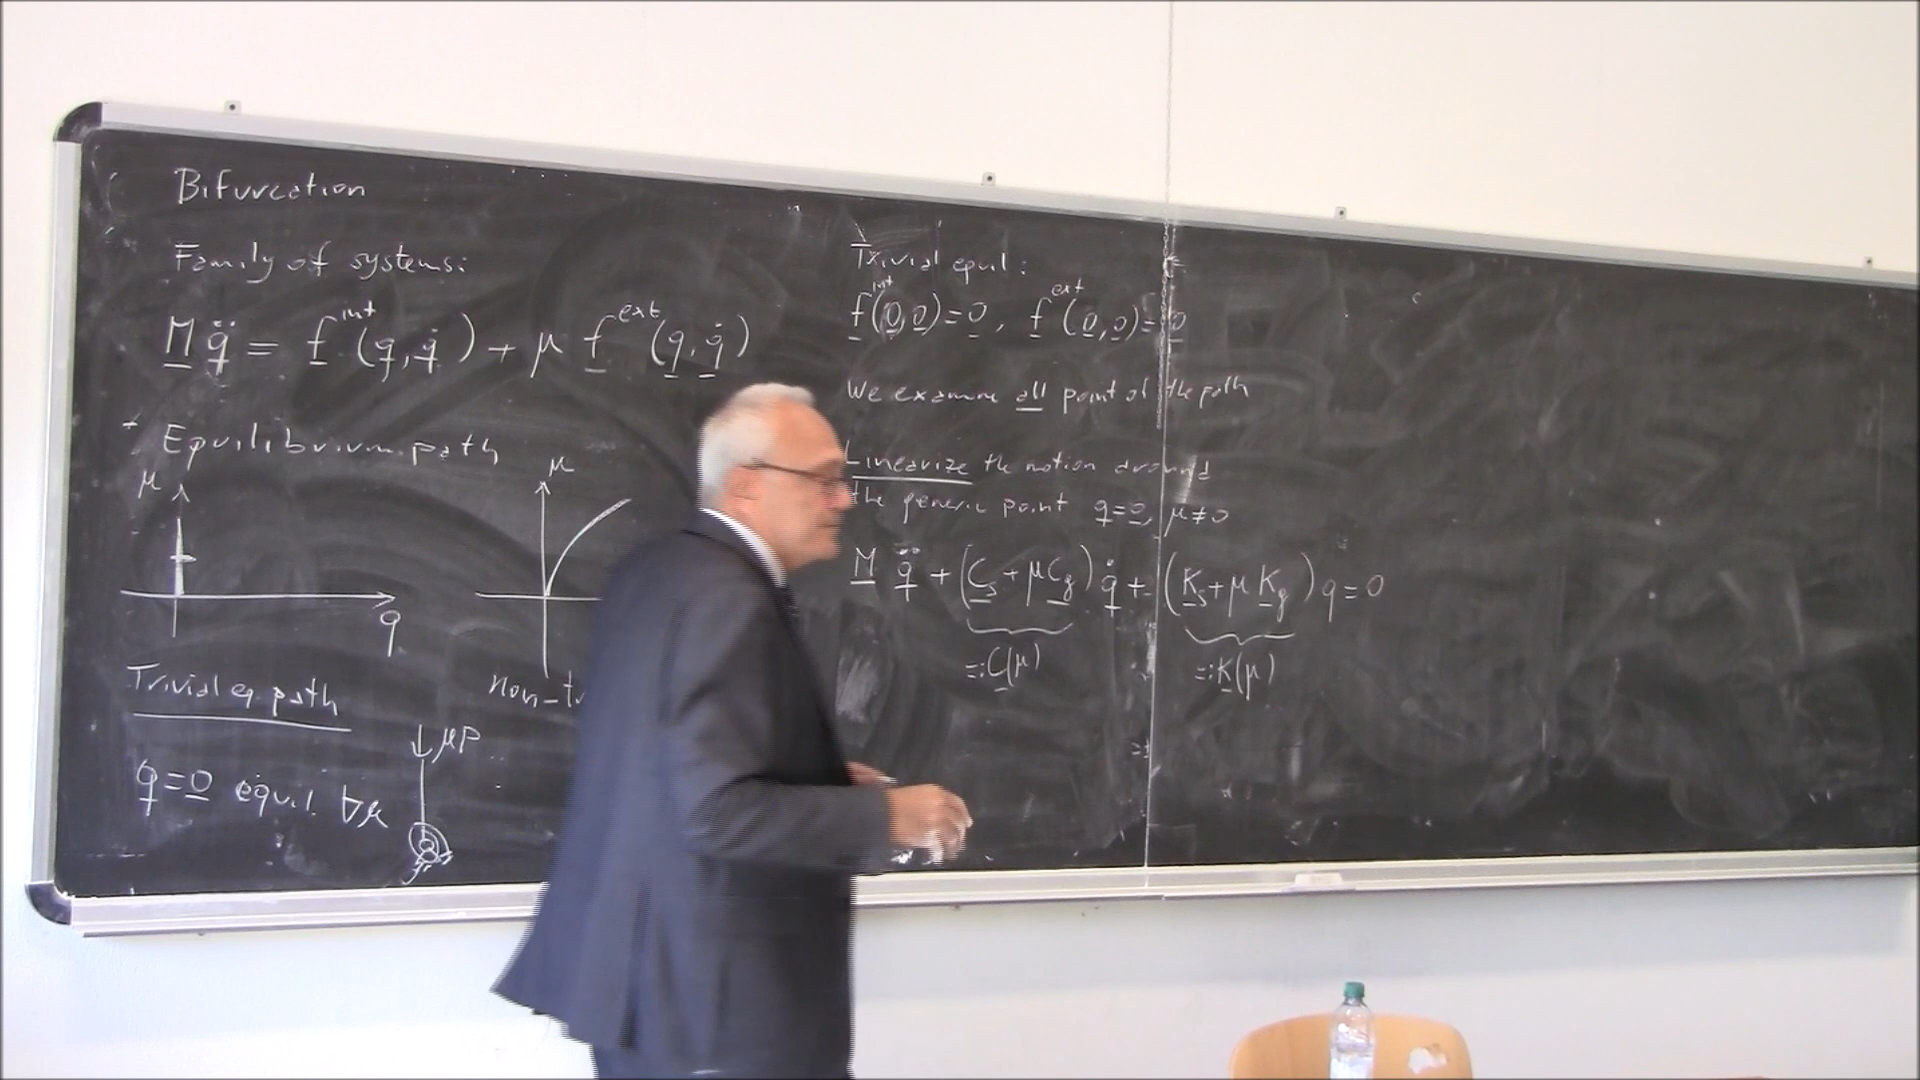 Bifurcation
Family of systems:
M q̈ = f^int (q, q̇) + μ f^ext (q, q̇)
Equilibrium path
μ
q
μ
Trivial eq. path
non-t
μP
q = 0 equil. ∀μ
Trivial equil:
f^int (0,0) = 0, f^ext (0,0) = 0
We examine all point of the path
Linearize the motion around
the generic point q=0, μ≠0
M q̈ + (C_s + μ C_g) q̇ + (K_s + μ K_g) q = 0
=: C(μ)
=: K(μ)